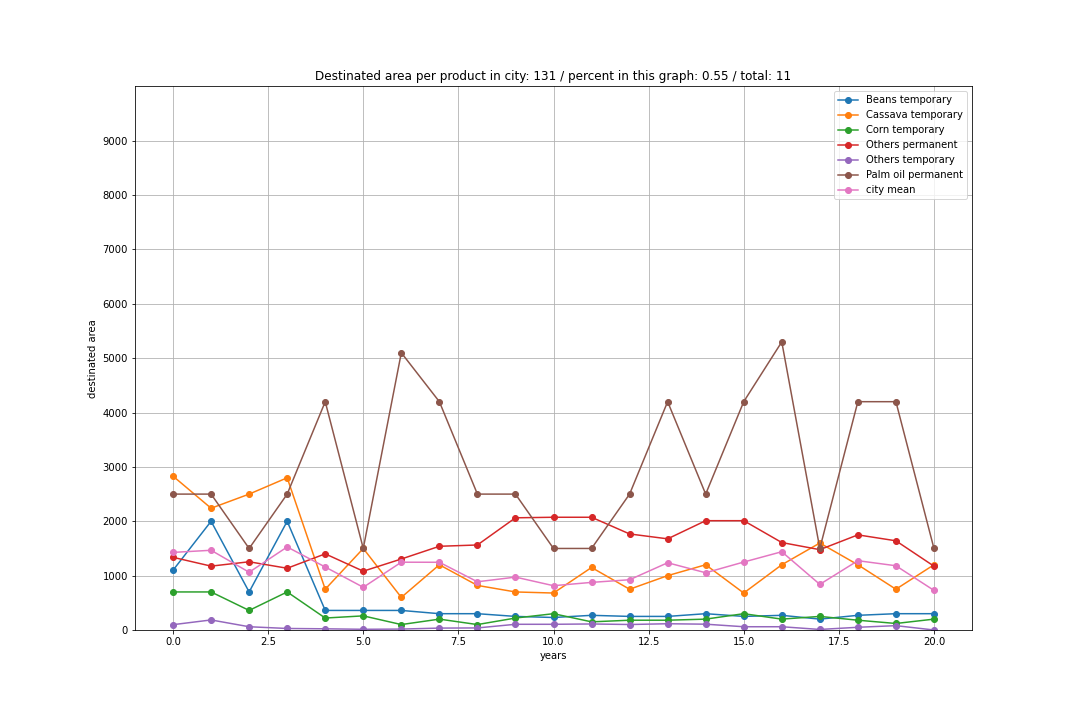 Destinated area per product in city: 131 / percent in this graph: 0.55 / total: 11
Beans temporary
Cassava temporary
Corn temporary
Others permanent
Others temporary
Palm oil permanent
city mean
destinated area
9000
8000
7000
6000
5000
4000
3000
2000
1000
0
0.0 2.5 5.0 7.5 10.0 12.5 15.0 17.5 20.0
years